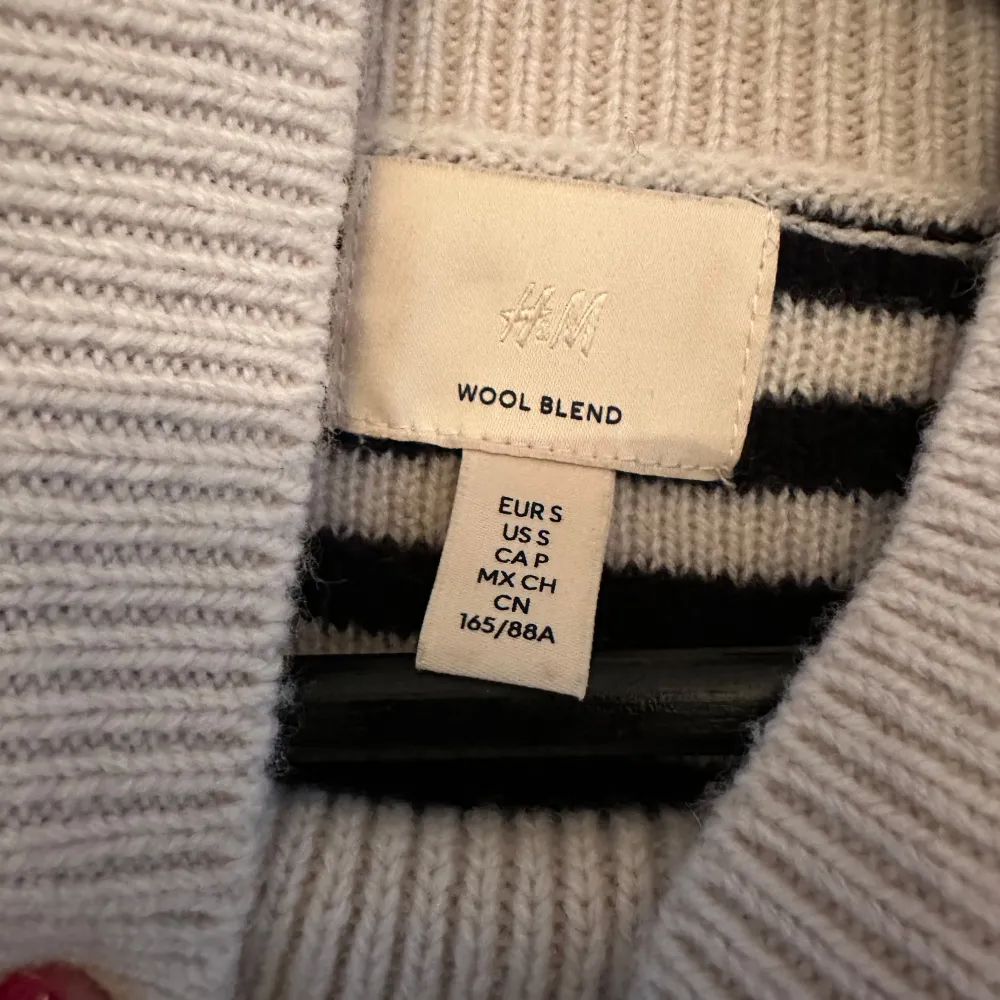 H&M
WOOL BLEND
EUR S
US S
CA P
MX CH
CN
165/88A